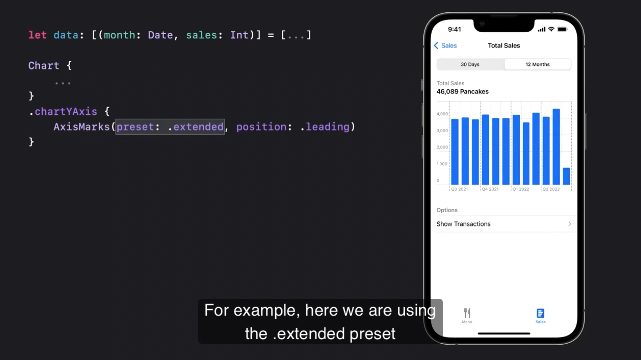 let data: [(month: Date, sales: Int)] = [...]
Chart {
...
}
.chartYAxis {
AxisMarks(preset: .extended, position: .leading)
}
9:41
Sales
Total Sales
30 Days
12 Months
Total Sales
46,089 Pancakes
4,000
3,000
2,000
1,000
0
Q3 2021
Q4 2021
Q1 2022
Q2 2022
Options
Show Transactions
Menu
Sales
For example, here we are using
the .extended preset